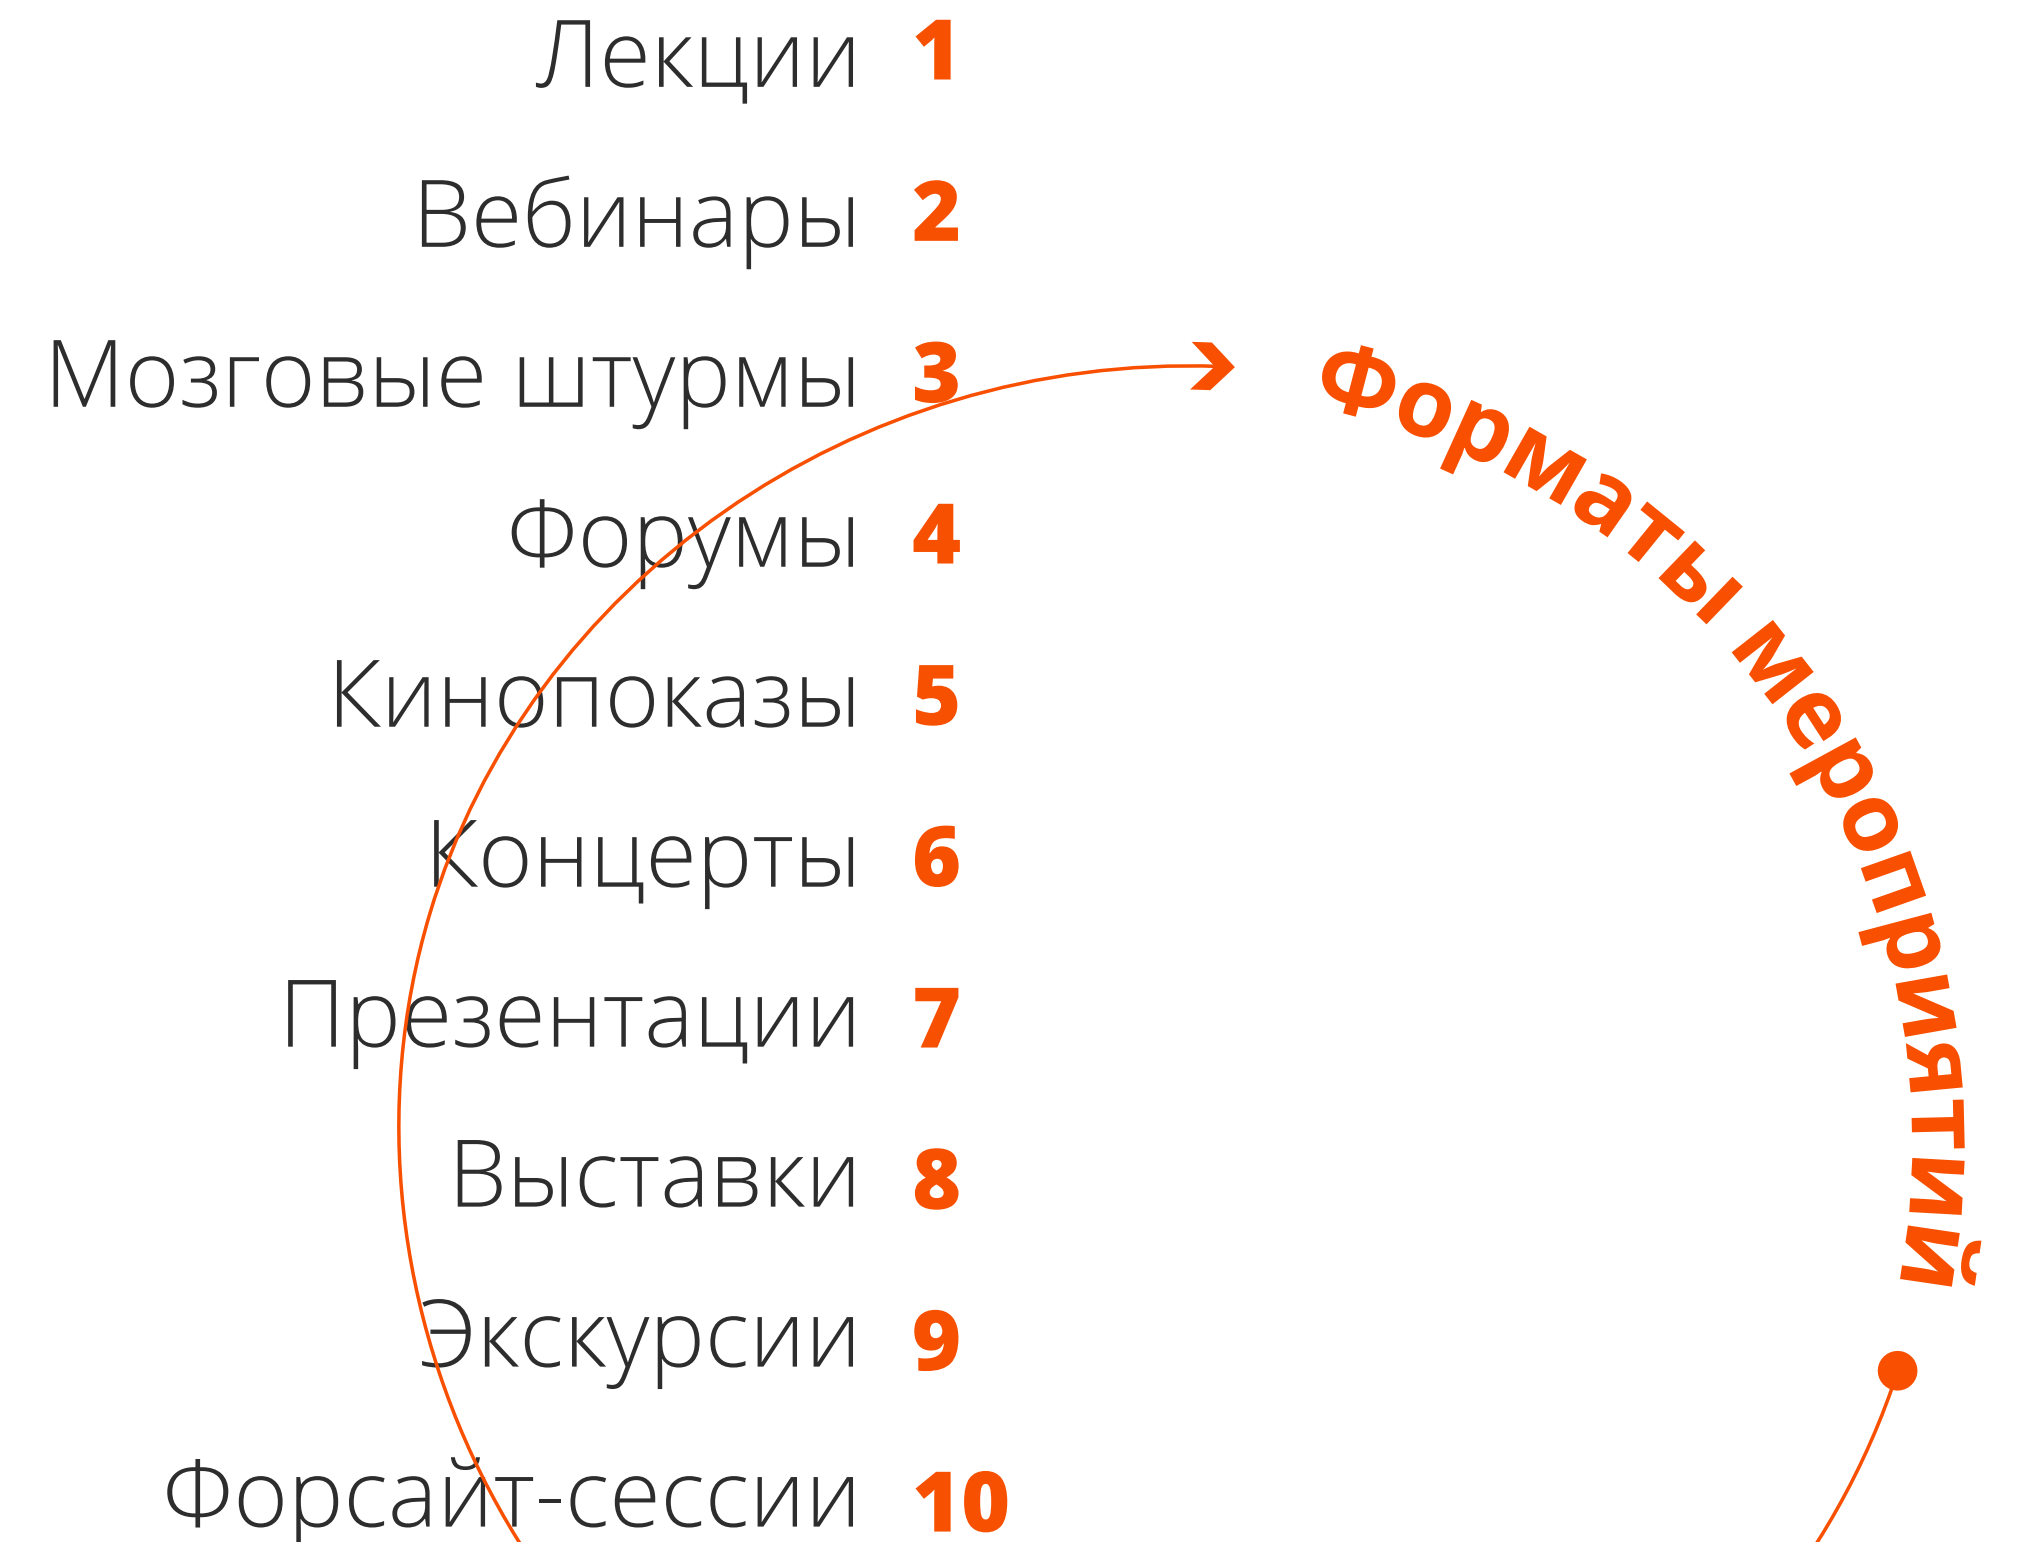 Лекции 1
Вебинары 2
Мозговые штурмы 3
Форумы 4
Кинопоказы 5
Концерты 6
Презентации 7
Выставки 8
Экскурсии 9
Форсайт-сессии 10
Форматы мероприятий